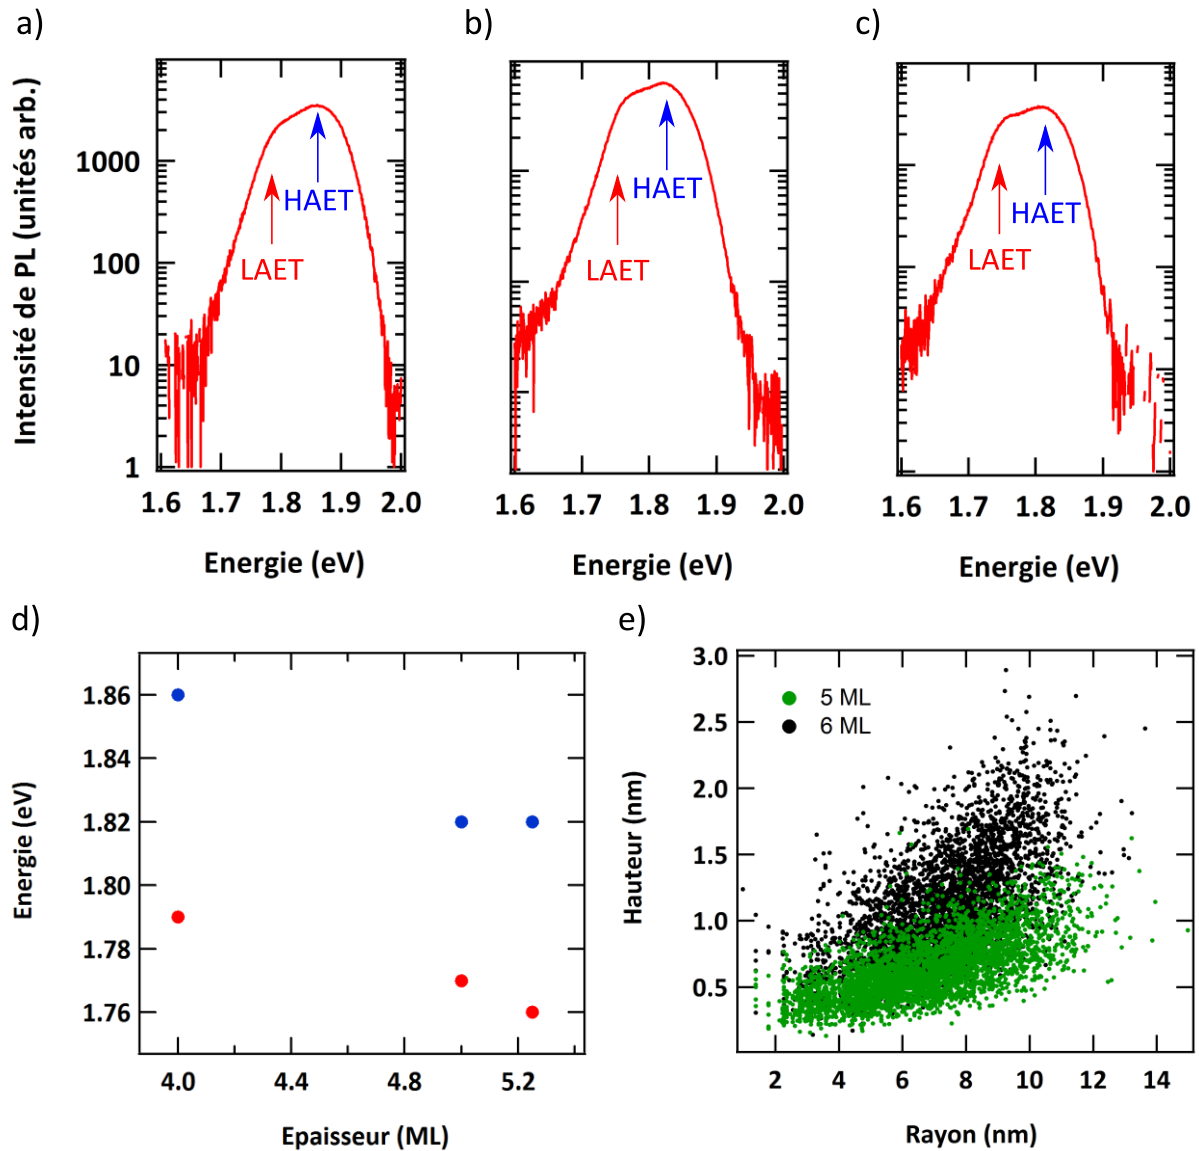 a)
b)
c)
Intensité de PL (unités arb.)
1000
100
10
1
HAET
LAET
HAET
LAET
HAET
LAET
1.6 1.7 1.8 1.9 2.0
1.6 1.7 1.8 1.9 2.0
1.6 1.7 1.8 1.9 2.0
Energie (eV)
Energie (eV)
Energie (eV)
d)
Energie (eV)
1.86
1.84
1.82
1.80
1.78
1.76
4.0 4.4 4.8 5.2
Epaisseur (ML)
e)
Hauteur (nm)
3.0
2.5
2.0
1.5
1.0
0.5
5 ML
6 ML
2 4 6 8 10 12 14
Rayon (nm)